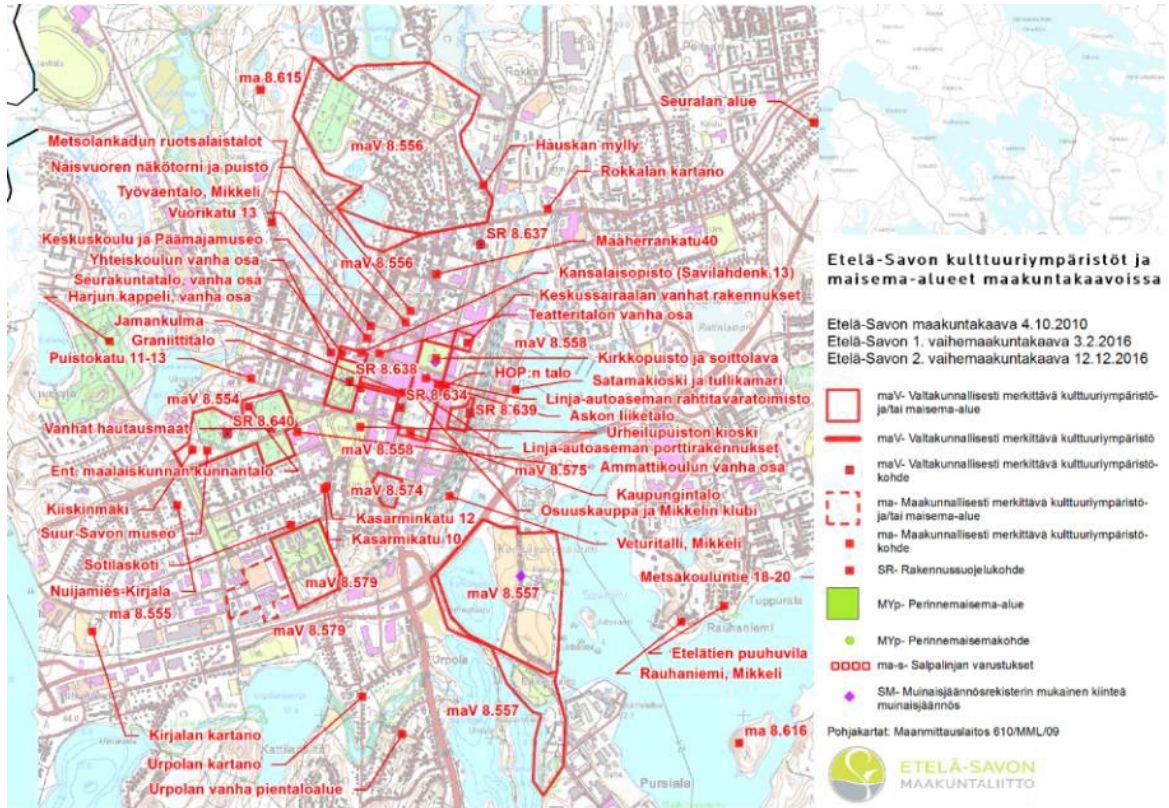 ma 8.615
Seuralan alue
Metsolankadun ruotsalaistalot
maV 8.556
Hauskan mylly
Naisvuoren näkötorni ja puisto
Rokkalan kartano
Työväentalo, Mikkeli
Vuorikatu 13
SR 8.637
Keskuskoulu ja Päämajamuseo
maV 8.556
Maaherrankatu40
Yhteiskoulun vanha osa
Kansalaisopisto (Savilahdenk.13)
Seurakuntatalo, vanha osa
Keskussairaalan vanhat rakennukset
Harjun kappeli, vanha osa
Teatteritalon vanha osa
Jamankulma
Graniittitalo
maV 8.558
Puistokatu 11-13
Kirkkopuisto ja soittolava
SR 8.638
HOP:n talo
Satamakioski ja tullikamari
maV 8.554
SR 8.634
Linja-autoaseman rahtitavaratoimisto
SR 8.639
Askon liiketalo
Vanhat hautausmaat
SR 8.640
Urheilupuiston kioski
maV 8.558
Linja-autoaseman porttirakennukset
Ent. maalaiskunnan kunnantalo
maV 8.575
Ammattikoulun vanha osa
maV 8.574
Kaupungintalo
Kiiskinmäki
Osuuskauppa ja Mikkelin klubi
Kasarminkatu 12
Suur-Savon museo
Veturitalli, Mikkeli
Kasarmikatu 10
Sotilaskoti
Metsäkouluntie 18-20
maV 8.579
Nuijamies-Kirjala
maV 8.557
Tuppurala
ma 8.555
maV 8.579
Rauhaniemi
Etelätien puuhuvila
Urpola
Rauhaniemi, Mikkeli
maV 8.557
Kirjalan kartano
ma 8.616
Urpolan kartano
Pursiala
Urpolan vanha pientaloalue
Etelä-Savon kulttuuriympäristöt ja
maisema-alueet maakuntakaavoissa
Etelä-Savon maakuntakaava 4.10.2010
Etelä-Savon 1. vaihemaakuntakaava 3.2.2016
Etelä-Savon 2. vaihemaakuntakaava 12.12.2016
maV- Valtakunnallisesti merkittävä kulttuuriympäristö-
ja/tai maisema-alue
maV- Valtakunnallisesti merkittävä kulttuuriympäristö
maV- Valtakunnallisesti merkittävä kulttuuriympäristö-
kohde
ma- Maakunnallisesti merkittävä kulttuuriympäristö-
ja/tai maisema-alue
ma- Maakunnallisesti merkittävä kulttuuriympäristö-
kohde
SR- Rakennussuojelukohde
MYp- Perinnemaisema-alue
MYp- Perinnemaisemakohde
ma-s- Salpalinjan varustukset
SM- Muinaisjäännösrekisterin mukainen kiinteä
muinaisjäännös
Pohjakartat: Maanmittauslaitos 610/MML/09
ETELÄ-SAVON
MAAKUNTALIITTO